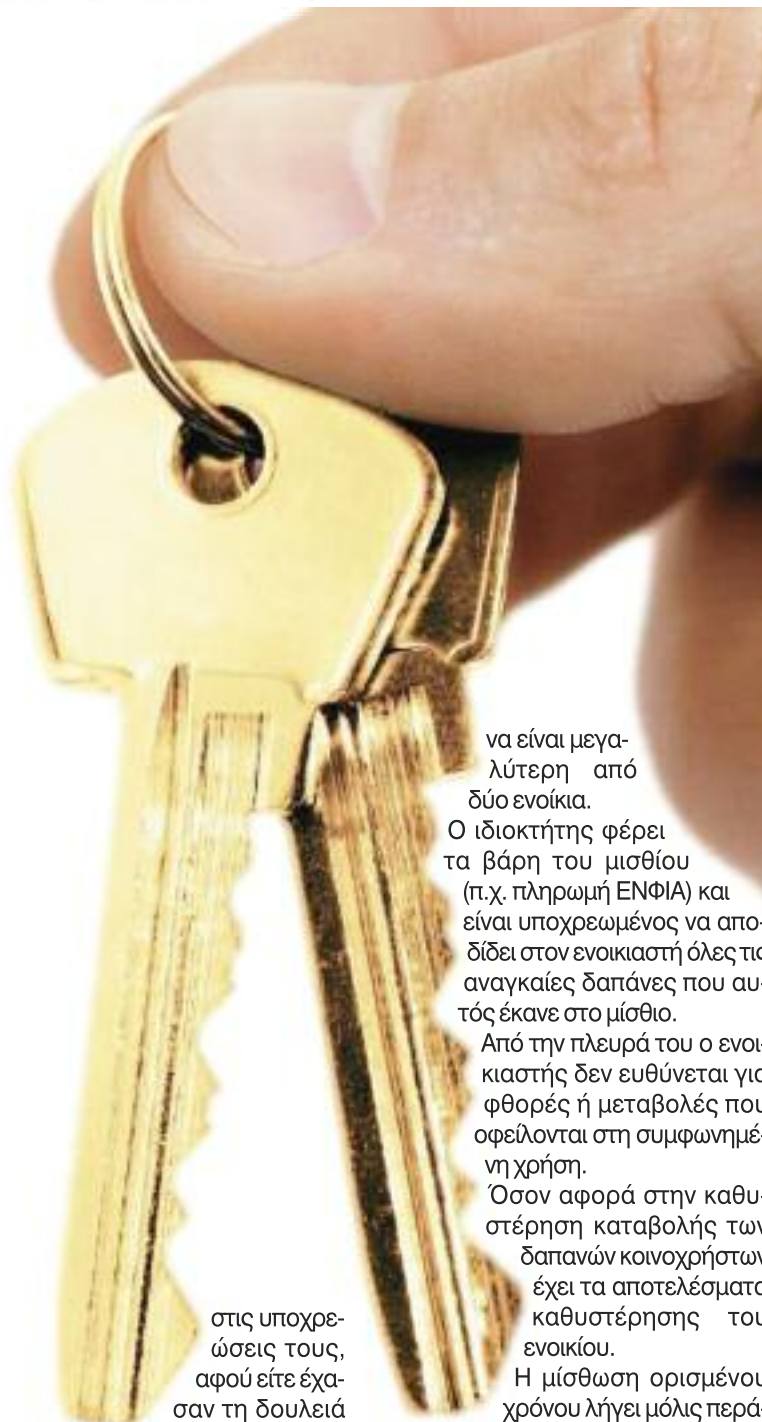 στις υποχρε-
ώσεις τους,
αφού είτε έχα-
σαν τη δουλειά
να είναι μεγα-
λύτερη από
δύο ενοίκια.
Ο ιδιοκτήτης φέρει
τα βάρη του μισθίου
(π.χ. πληρωμή ΕΝΦΙΑ) και
είναι υποχρεωμένος να απο-
δίδει στον ενοικιαστή όλες τις
αναγκαίες δαπάνες που αυ-
τός έκανε στο μίσθιο.
Από την πλευρά του ο ενοι-
κιαστής δεν ευθύνεται για
φθορές ή μεταβολές που
οφείλονται στη συμφωνημέ-
νη χρήση.
Όσον αφορά στην καθυ-
στέρηση καταβολής των
δαπανών κοινοχρήστων
έχει τα αποτελέσματα
καθυστέρησης του
ενοικίου.
Η μίσθωση ορισμένου
χρόνου λήγει μόλις περά-